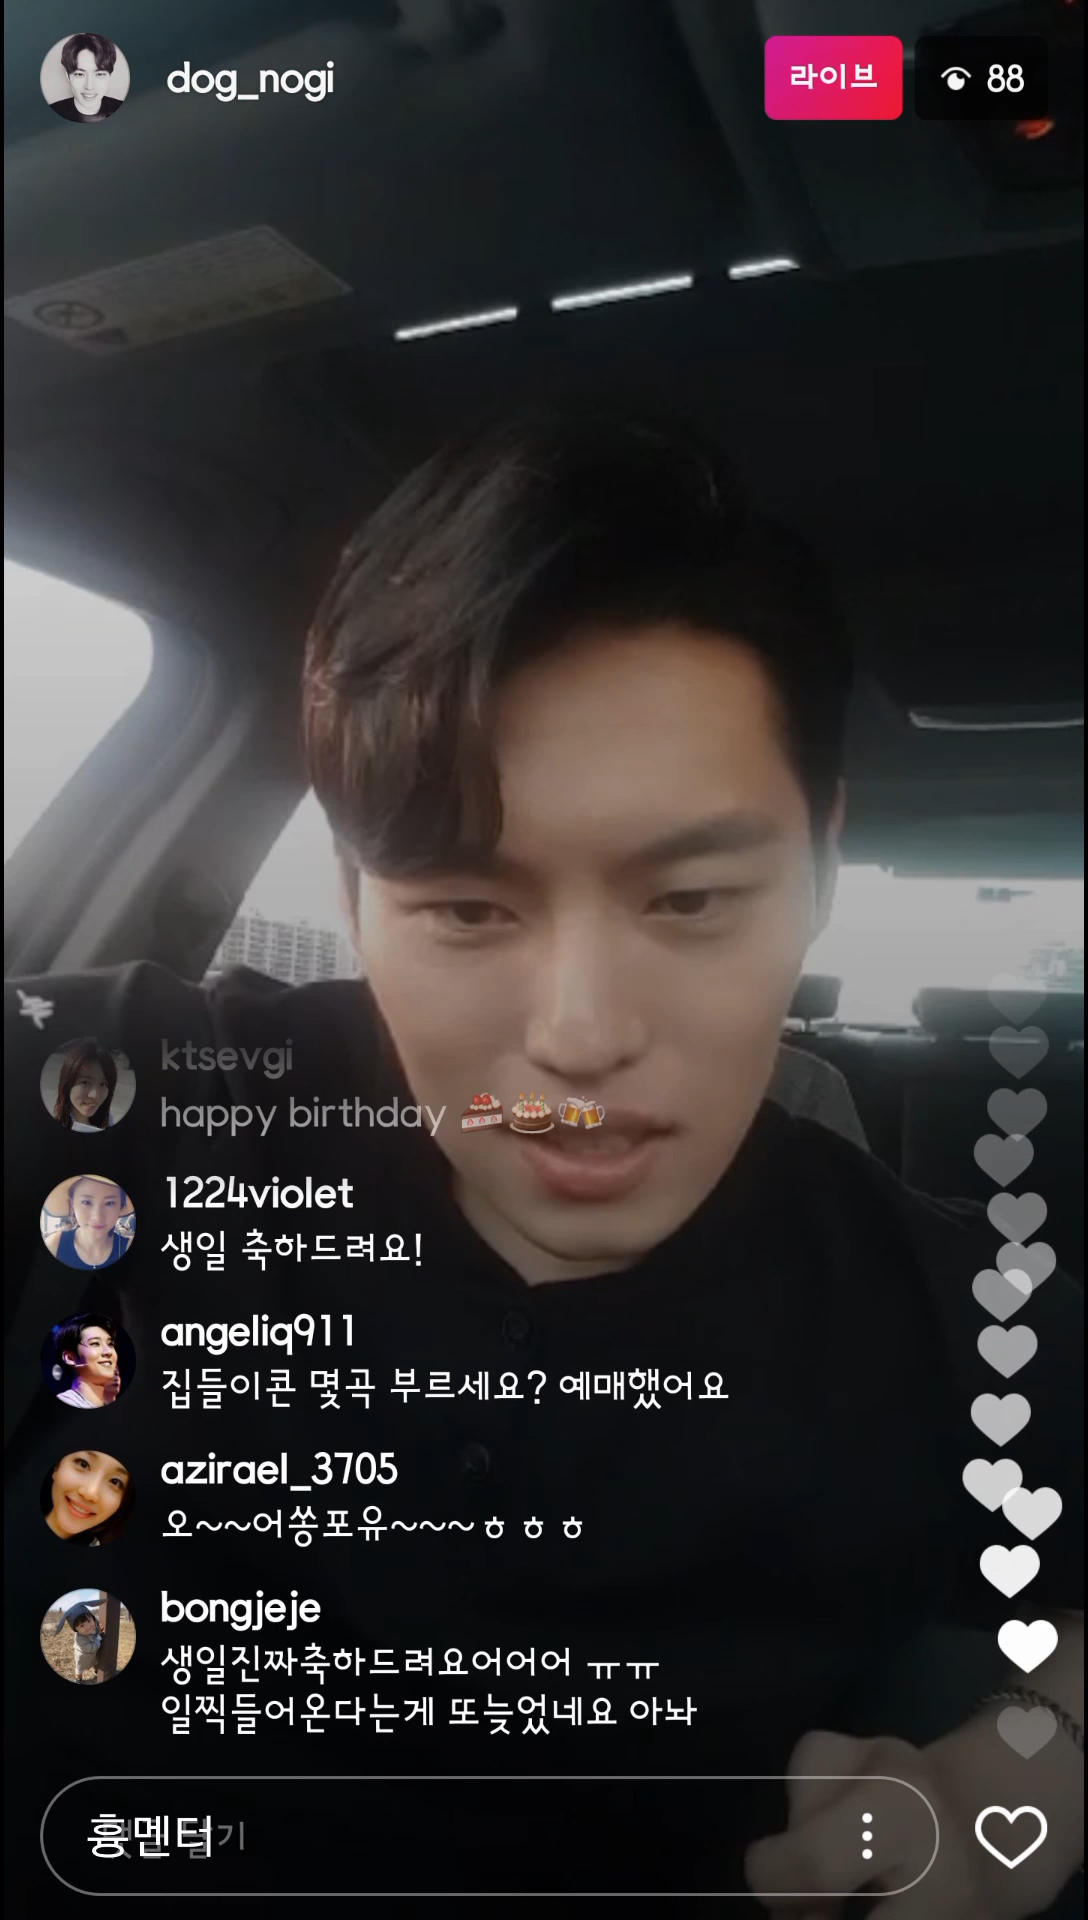 dog_nogi
라이브
88
ktsevgi
happy birthday 🍰🎂🍻
1224violet
생일 축하드려요!
angeliq911
집들이콘 몇곡 부르세요? 예매했어요
azirael_3705
오~~어쏭포유~~~ㅎㅎㅎ
bongjeje
생일진짜축하드려요어어어 ㅠㅠ
일찍들어온다는게 또늦었네요 아놔
흉멘터